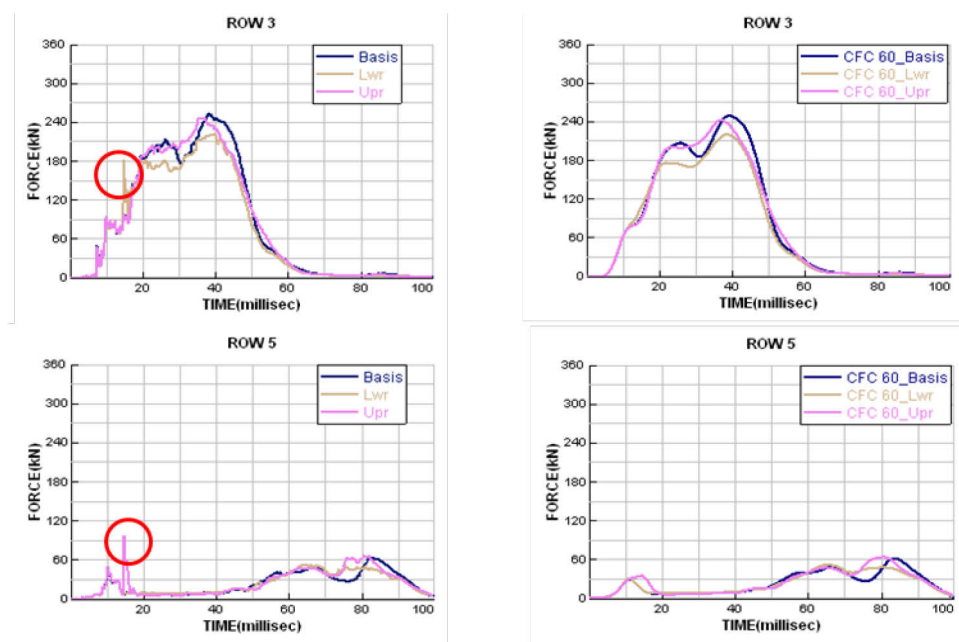 ROW 3
FORCE(kN)
360
300
240
180
120
60
0
Basis
Lwr
Upr
20
40
60
80
100
TIME(millisec)
ROW 3
FORCE(kN)
360
300
240
180
120
60
0
CFC 60_Basis
CFC 60_Lwr
CFC 60_Upr
20
40
60
80
100
TIME(millisec)
ROW 5
FORCE(kN)
360
300
240
180
120
60
0
Basis
Lwr
Upr
20
40
60
80
100
TIME(millisec)
ROW 5
FORCE(kN)
360
300
240
180
120
60
0
CFC 60_Basis
CFC 60_Lwr
CFC 60_Upr
20
40
60
80
100
TIME(millisec)